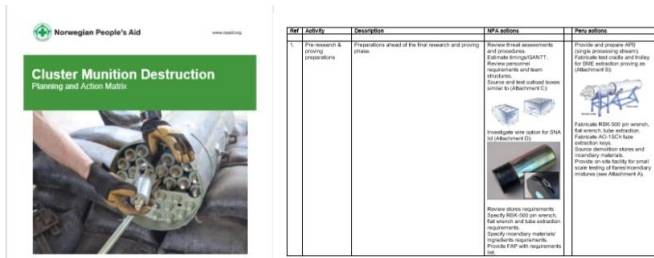 Norwegian People's Aid
www.npaid.org
Cluster Munition Destruction
Planning and Action Matrix
Ref Activity Description NPA actions Peru actions
1. Pre-research &
proving
preparations
Preparations ahead of the final research and proving
phase.
Review threat assessments
and procedures.
Estimate timings/GANTT.
Review personnel
requirements and team
structures.
Source and test outload boxes
similar to (Attachment C):
Investigate wire option for SNA
lid (Attachment D):
Review stores requirements
Specify RBK-500 pin wrench,
flat wrench and tube extraction
requirements.
Specify incendiary materials/
ingredients requirements.
Provide FAP with requirements
list.
Provide and prepare APB
(single processing stream).
Fabricate test cradle and trolley
for SME extraction proving as
(Attachment B):
Fabricate RBK-500 pin wrench,
flat wrench, tube extraction.
Fabricate AO-1SCh fuze
extraction keys.
Source demolition stores and
incendiary materials.
Provide on-site facility for small
scale testing of flares/incendiary
mixtures (see Attachment A).